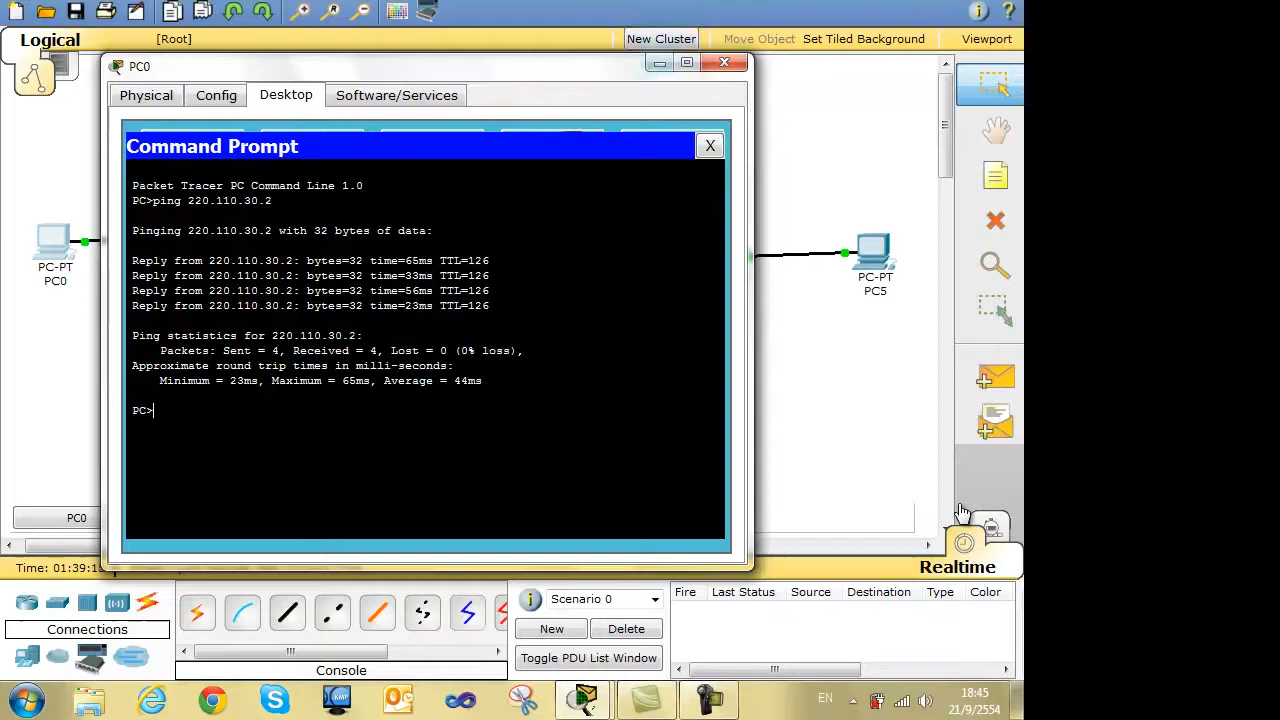 Logical
[Root]
New Cluster
Move Object
Set Tiled Background
Viewport
PC0
Physical
Config
Desktop
Software/Services
Command Prompt
X
Packet Tracer PC Command Line 1.0
PC>ping 220.110.30.2
Pinging 220.110.30.2 with 32 bytes of data:
Reply from 220.110.30.2: bytes=32 time=65ms TTL=126
Reply from 220.110.30.2: bytes=32 time=33ms TTL=126
Reply from 220.110.30.2: bytes=32 time=56ms TTL=126
Reply from 220.110.30.2: bytes=32 time=23ms TTL=126
Ping statistics for 220.110.30.2:
Packets: Sent = 4, Received = 4, Lost = 0 (0% loss),
Approximate round trip times in milli-seconds:
Minimum = 23ms, Maximum = 65ms, Average = 44ms
PC>
PC-PT
PC0
PC-PT
PC5
PC0
Time: 01:39:1
Realtime
Connections
Console
Scenario 0
New
Delete
Toggle PDU List Window
Fire
Last Status
Source
Destination
Type
Color
EN
18:45
21/9/2554